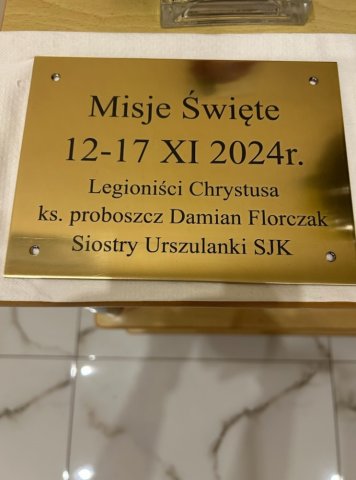 Misje Święte
12-17 XI 2024r.
Legioniści Chrystusa
ks. proboszcz Damian Florczak
Siostry Urszulanki SJK